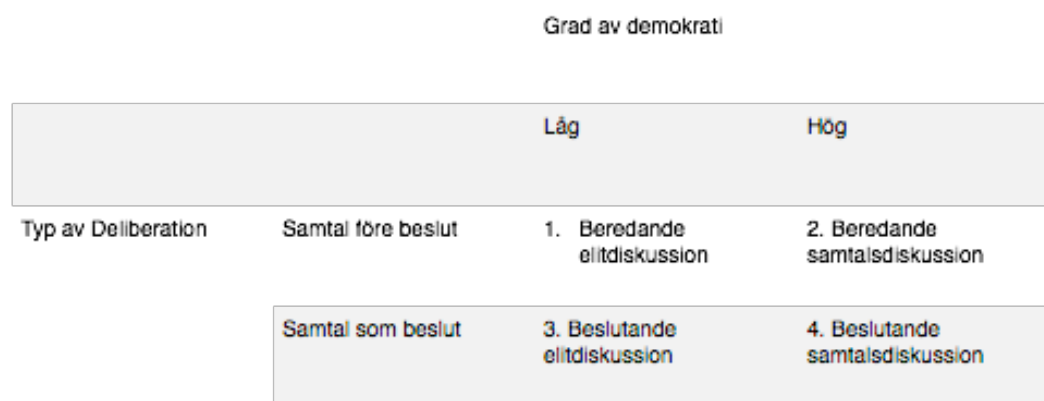 Grad av demokrati
Låg Hög
Typ av Deliberation Samtal före beslut 1. Beredande 2. Beredande
elitdiskussion samtalsdiskussion
Samtal som beslut 3. Beslutande 4. Beslutande
elitdiskussion samtalsdiskussion